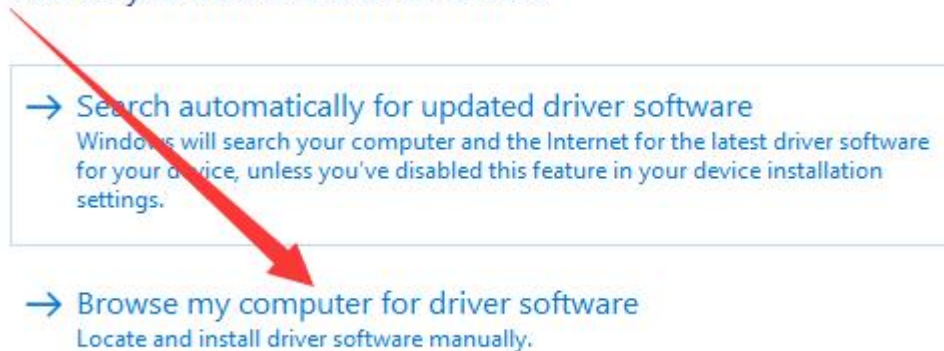 → Search automatically for updated driver software
Windows will search your computer and the Internet for the latest driver software
for your device, unless you've disabled this feature in your device installation
settings.
→ Browse my computer for driver software
Locate and install driver software manually.